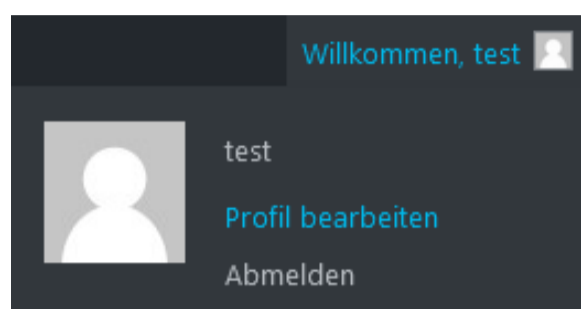 Willkommen, test
test
Profil bearbeiten
Abmelden